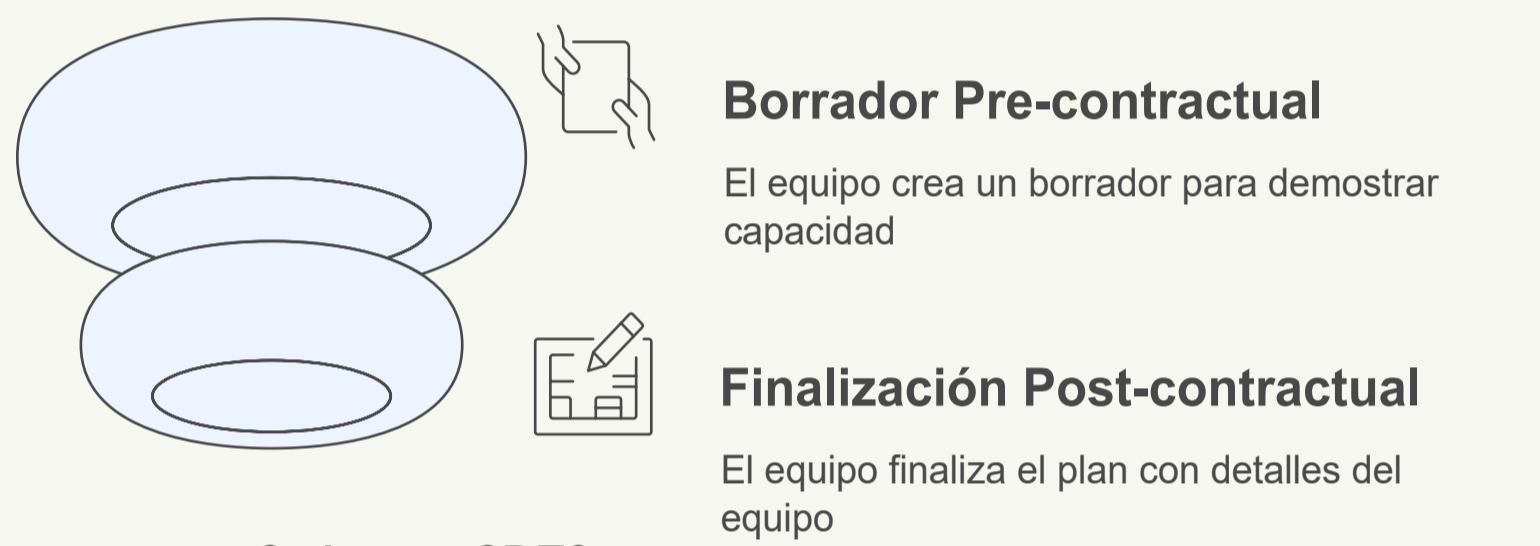 Borrador Pre-contractual
El equipo crea un borrador para demostrar
capacidad
Finalización Post-contractual
El equipo finaliza el plan con detalles del
equipo